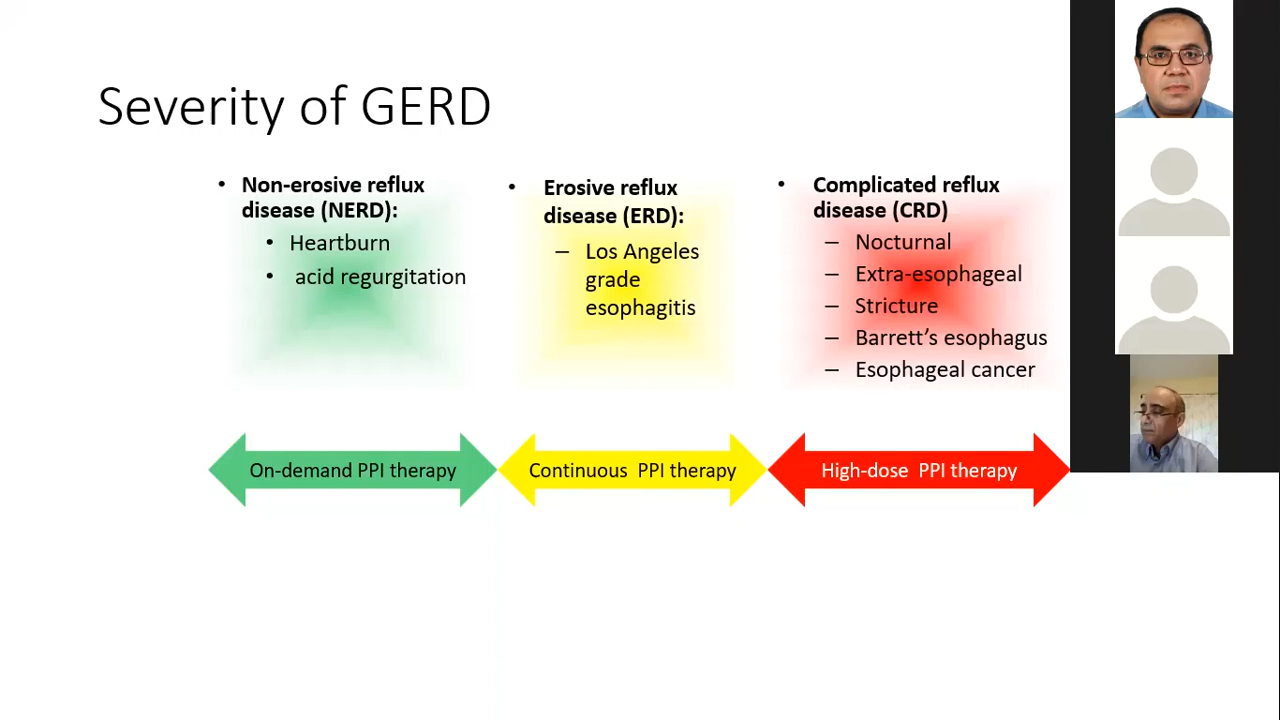 Severity of GERD
• Non-erosive reflux
disease (NERD):
• Heartburn
• acid regurgitation
• Erosive reflux
disease (ERD):
– Los Angeles
grade
esophagitis
• Complicated reflux
disease (CRD)
– Nocturnal
– Extra-esophageal
– Stricture
– Barrett’s esophagus
– Esophageal cancer
On-demand PPI therapy
Continuous PPI therapy
High-dose PPI therapy